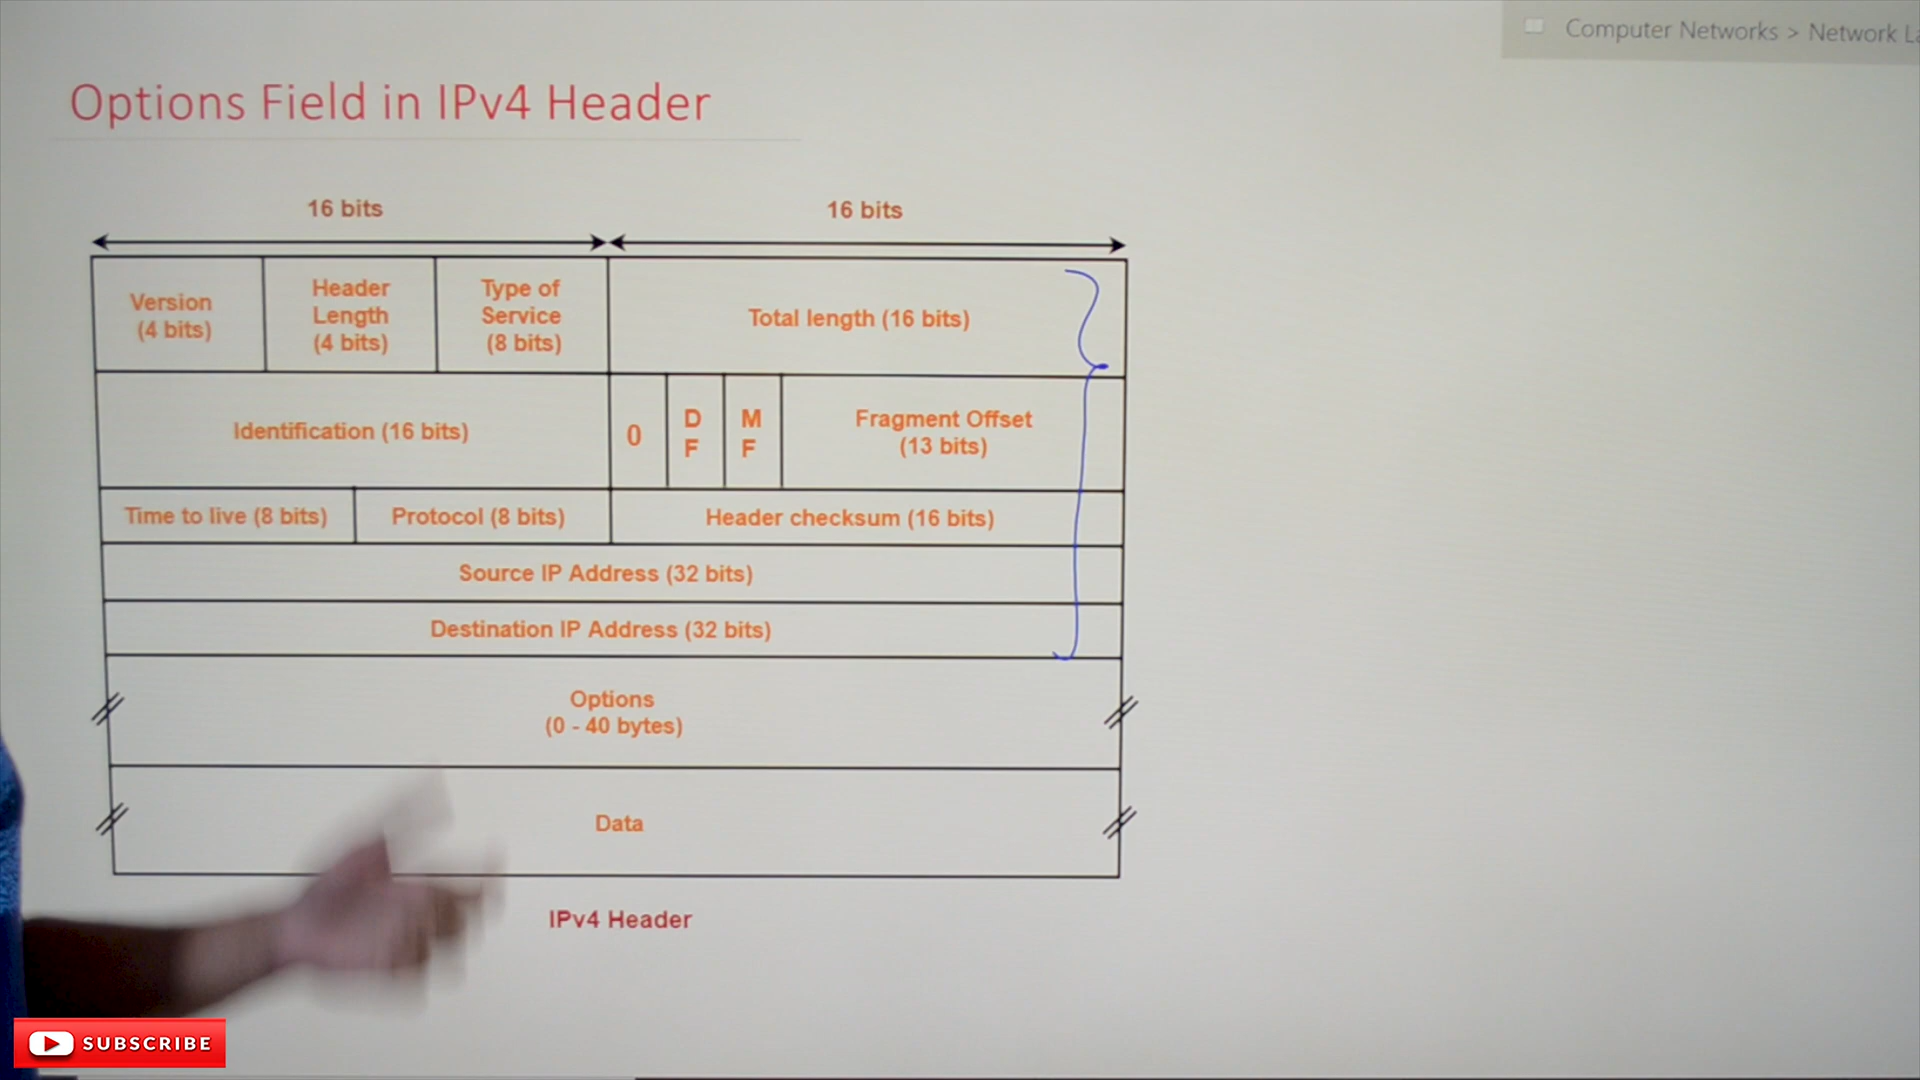 Computer Networks > Network La
Options Field in IPv4 Header
16 bits
16 bits
Version
(4 bits)
Header
Length
(4 bits)
Type of
Service
(8 bits)
Total length (16 bits)
Identification (16 bits)
0
D
F
M
F
Fragment Offset
(13 bits)
Time to live (8 bits)
Protocol (8 bits)
Header checksum (16 bits)
Source IP Address (32 bits)
Destination IP Address (32 bits)
Options
(0 - 40 bytes)
Data
IPv4 Header
SUBSCRIBE